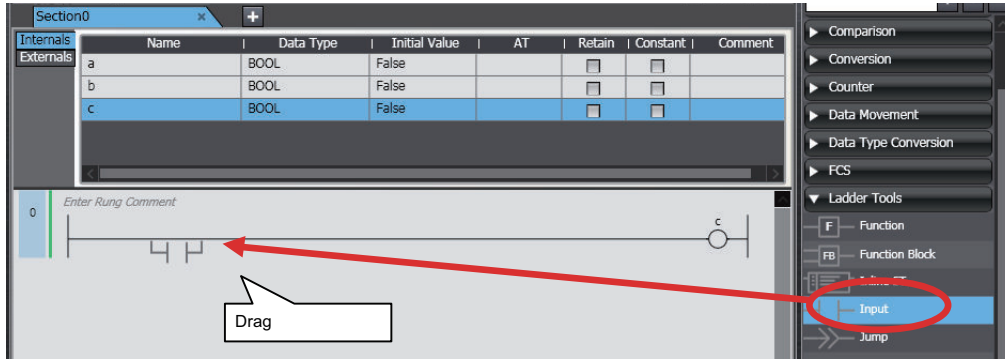 Section0 × +
Internals
Externals
Name Data Type Initial Value AT Retain Constant Comment
a BOOL False
b BOOL False
c BOOL False
0
Enter Rung Comment
c
Drag
Comparison
Conversion
Counter
Data Movement
Data Type Conversion
FCS
Ladder Tools
F Function
FB Function Block
Input
Jump